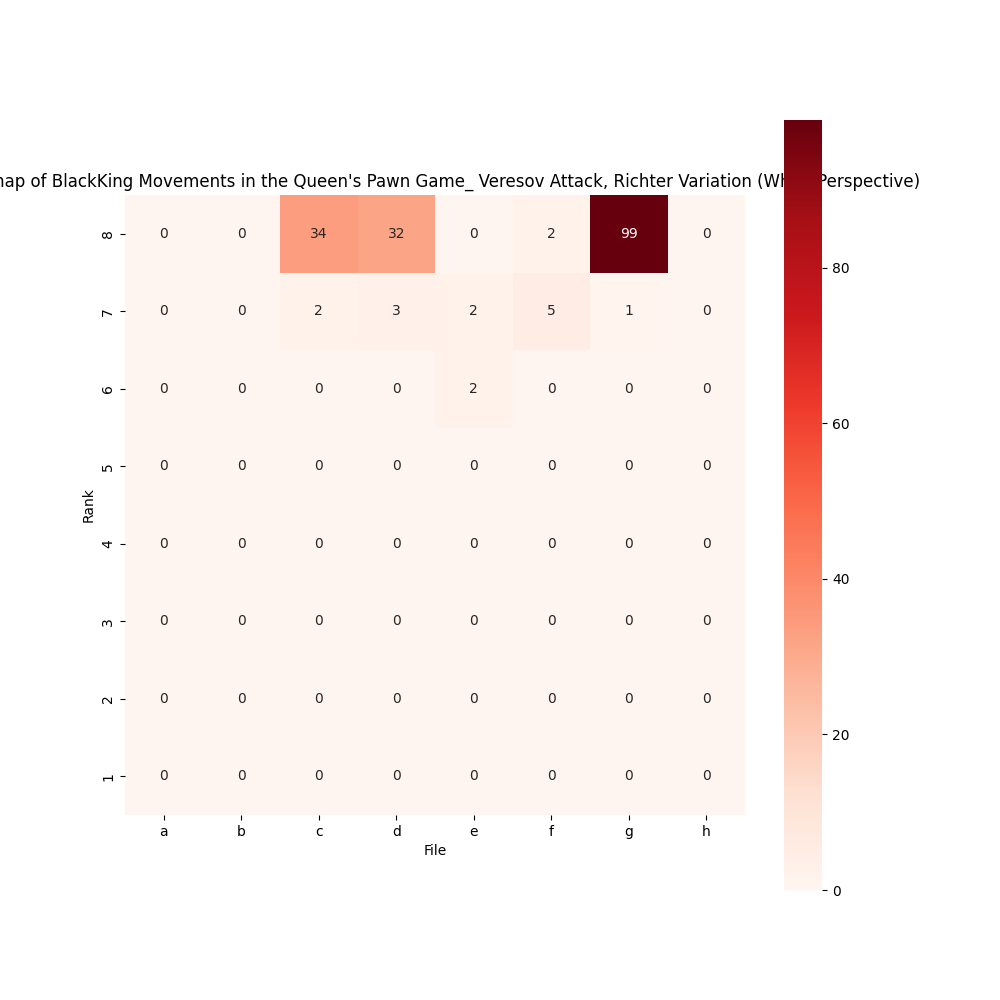 of BlackKing Movements in the Queen's Pawn Game_ Veresov Attack, Richter Variation Perspective)
8 0 0 34 32 0 2 99 0
7 0 0 2 3 2 5 1 0
6 0 0 0 0 2 0 0 0
5 0 0 0 0 0 0 0 0
4 0 0 0 0 0 0 0 0
3 0 0 0 0 0 0 0 0
2 0 0 0 0 0 0 0 0
1 0 0 0 0 0 0 0 0
a b c d e f g h
File
Rank
80
60
40
20
0